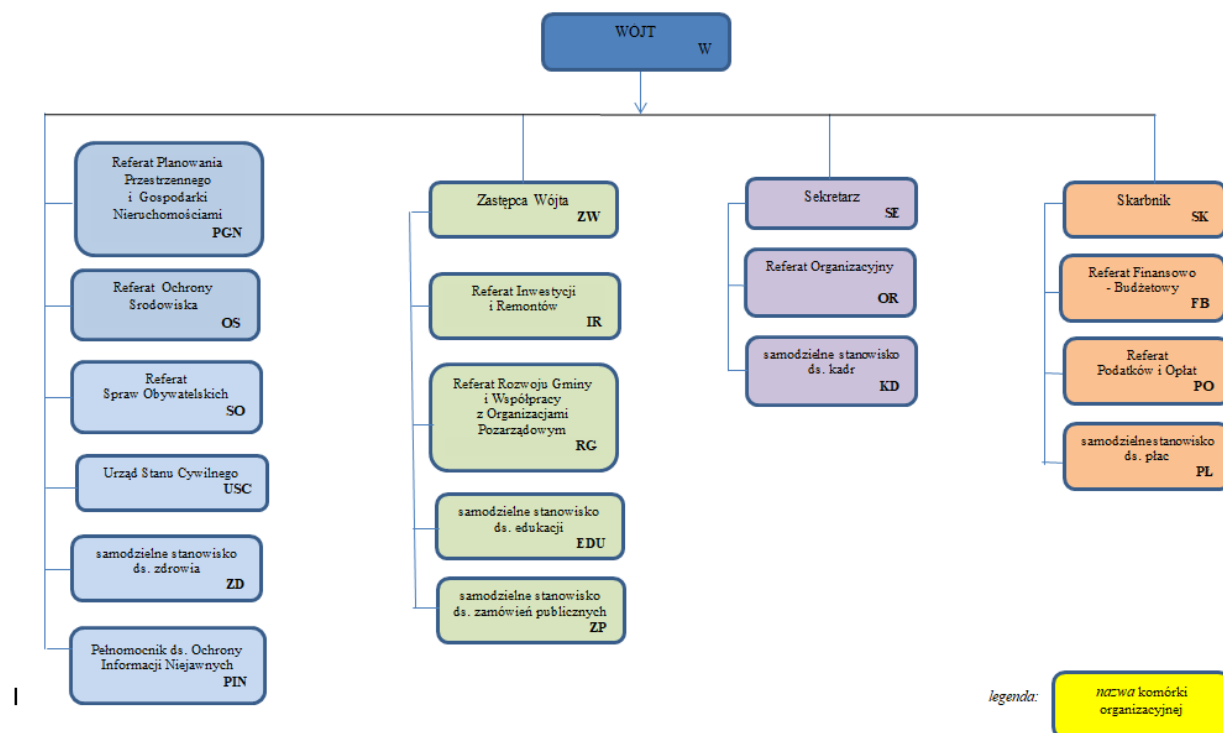 WÓJT
W
Referat Planowania
Przestrzennego
i Gospodarki
Nieruchomościami
PGN
Referat Ochrony
Srodowiska
OS
Referat
Spraw Obywatelskich
SO
Urząd Stanu Cywilnego
USC
samodzielne stanowisko
ds. zdrowia
ZD
Pełnomocnik ds. Ochrony
Informacji Niejawnych
PIN
Zastępca Wójta
ZW
Referat Inwestycji
i Remontów
IR
Referat Rozwoju Gminy
i Współpracy
z Organizacjami
Pozarządowym
RG
samodzielne stanowisko
ds. edukacji
EDU
samodzielne stanowisko
ds. zamówień publicznych
ZP
Sekretarz
SE
Referat Organizacyjny
OR
samodzielne stanowisko
ds. kadr
KD
Skarbnik
SK
Referat Finansowo
- Budżetowy
FB
Referat
Podatków i Opłat
PO
samodzielne stanowisko
ds. płac
PL
l
legenda:
nazwa komórki
organizacyjnej